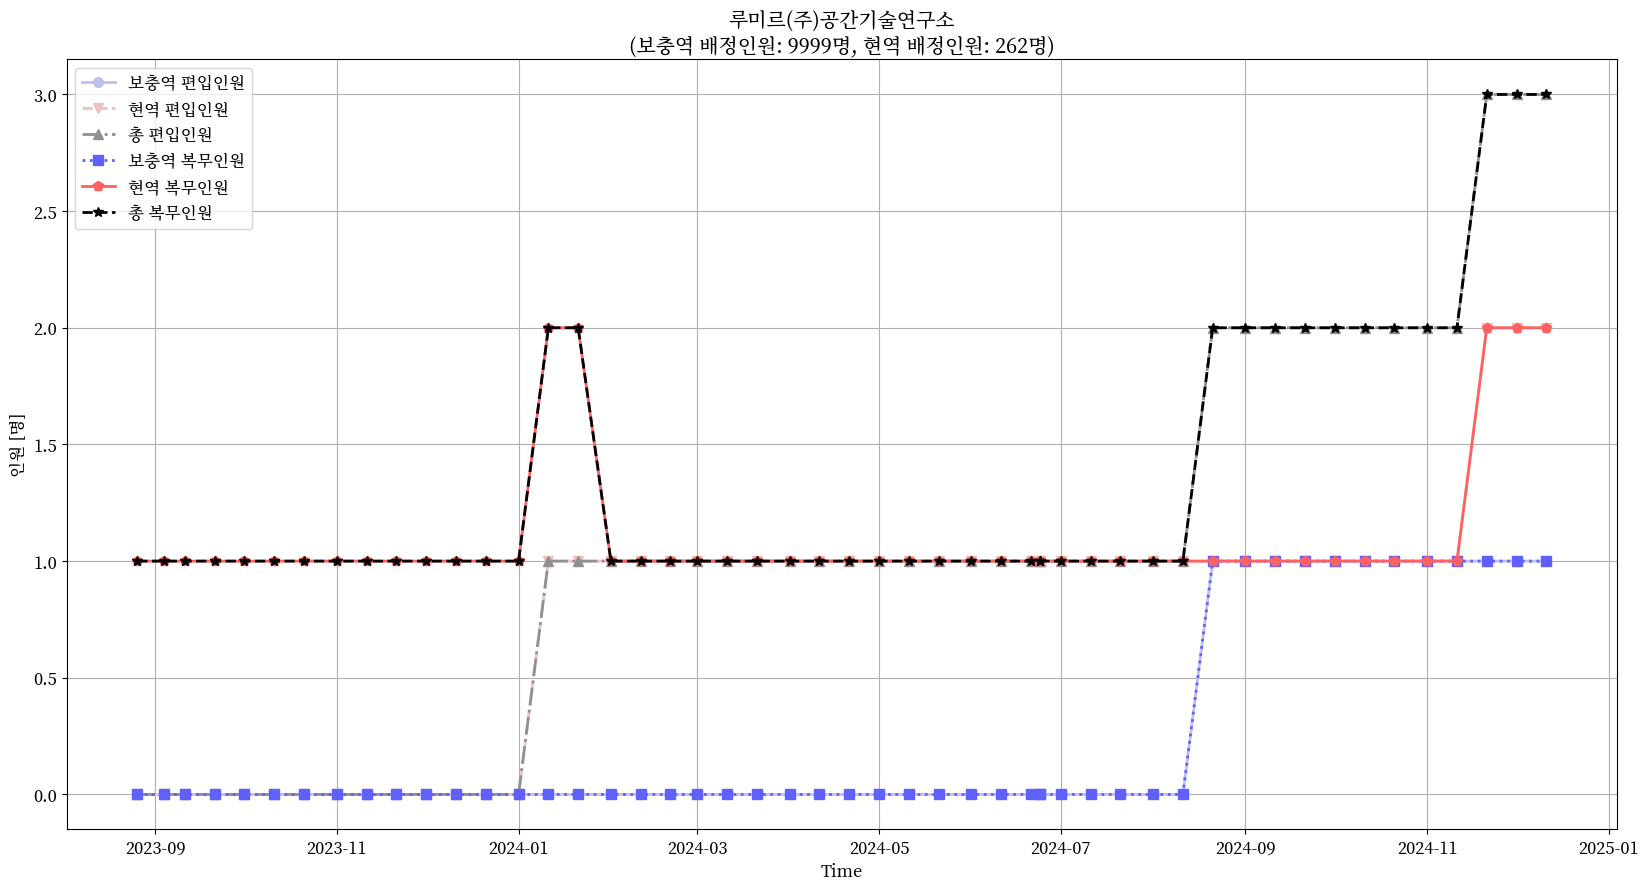 루미르(주)공간기술연구소
(보충역 배정인원: 9999명, 현역 배정인원: 262명)
보충역 편입인원
현역 편입인원
총 편입인원
보충역 복무인원
현역 복무인원
총 복무인원
3.0
2.5
2.0
1.5
1.0
0.5
0.0
인원 [명]
2023-09 2023-11 2024-01 2024-03 2024-05 2024-07 2024-09 2024-11 2025-01
Time